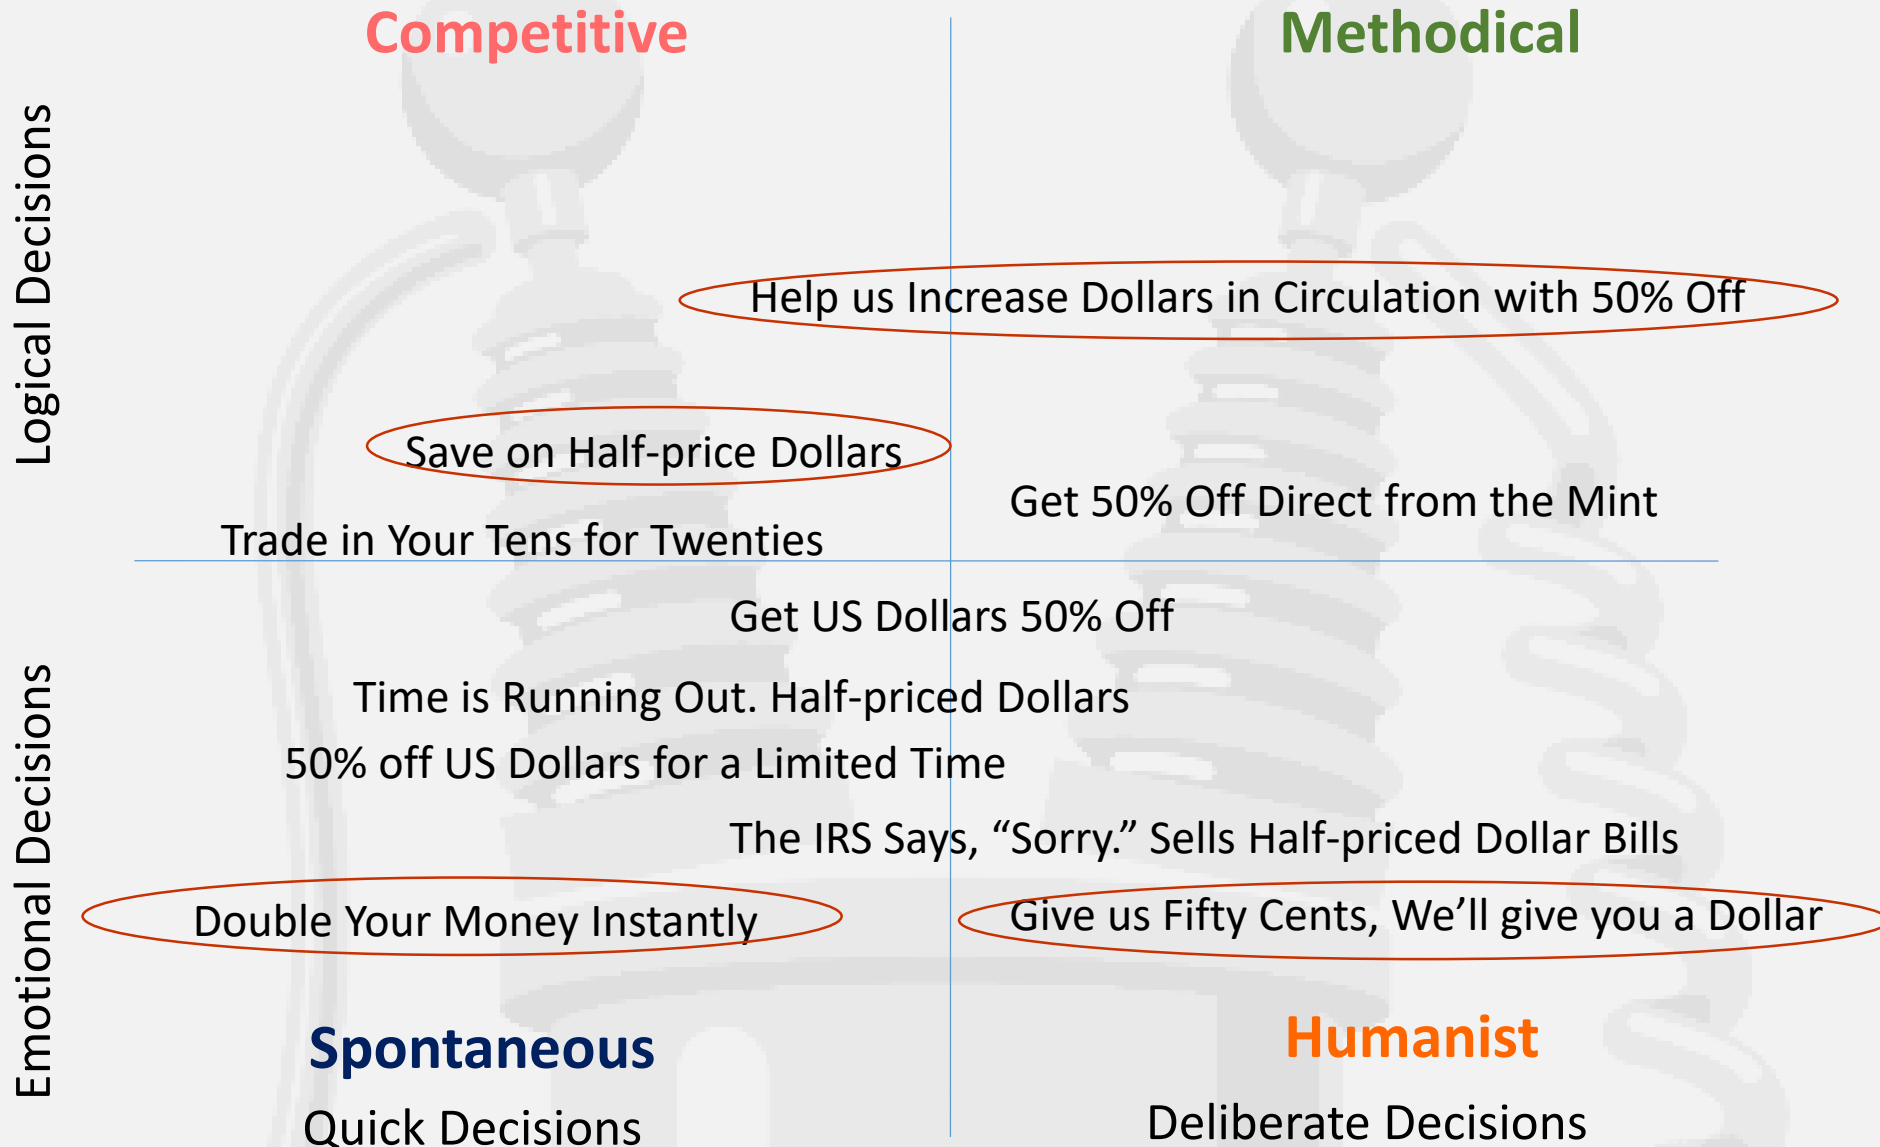 Competitive
Methodical
Logical Decisions
Help us Increase Dollars in Circulation with 50% Off
Save on Half-price Dollars
Get 50% Off Direct from the Mint
Trade in Your Tens for Twenties
Get US Dollars 50% Off
Time is Running Out. Half-priced Dollars
50% off US Dollars for a Limited Time
The IRS Says, “Sorry.” Sells Half-priced Dollar Bills
Double Your Money Instantly
Give us Fifty Cents, We’ll give you a Dollar
Emotional Decisions
Spontaneous
Humanist
Quick Decisions
Deliberate Decisions